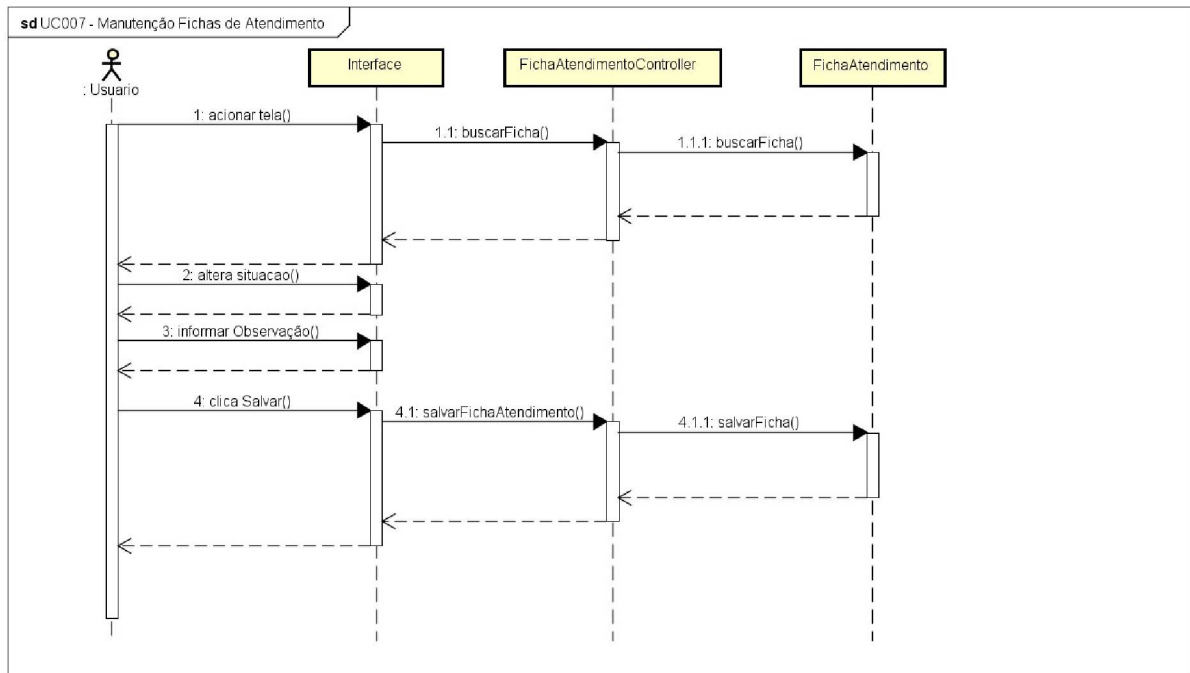 sd UC007 - Manutenção Fichas de Atendimento
: Usuario
Interface
FichaAtendimentoController
FichaAtendimento
1: acionar tela()
1.1: buscarFicha()
1.1.1: buscarFicha()
2: altera situacao()
3: informar Observação()
4: clica Salvar()
4.1: salvarFichaAtendimento()
4.1.1: salvarFicha()